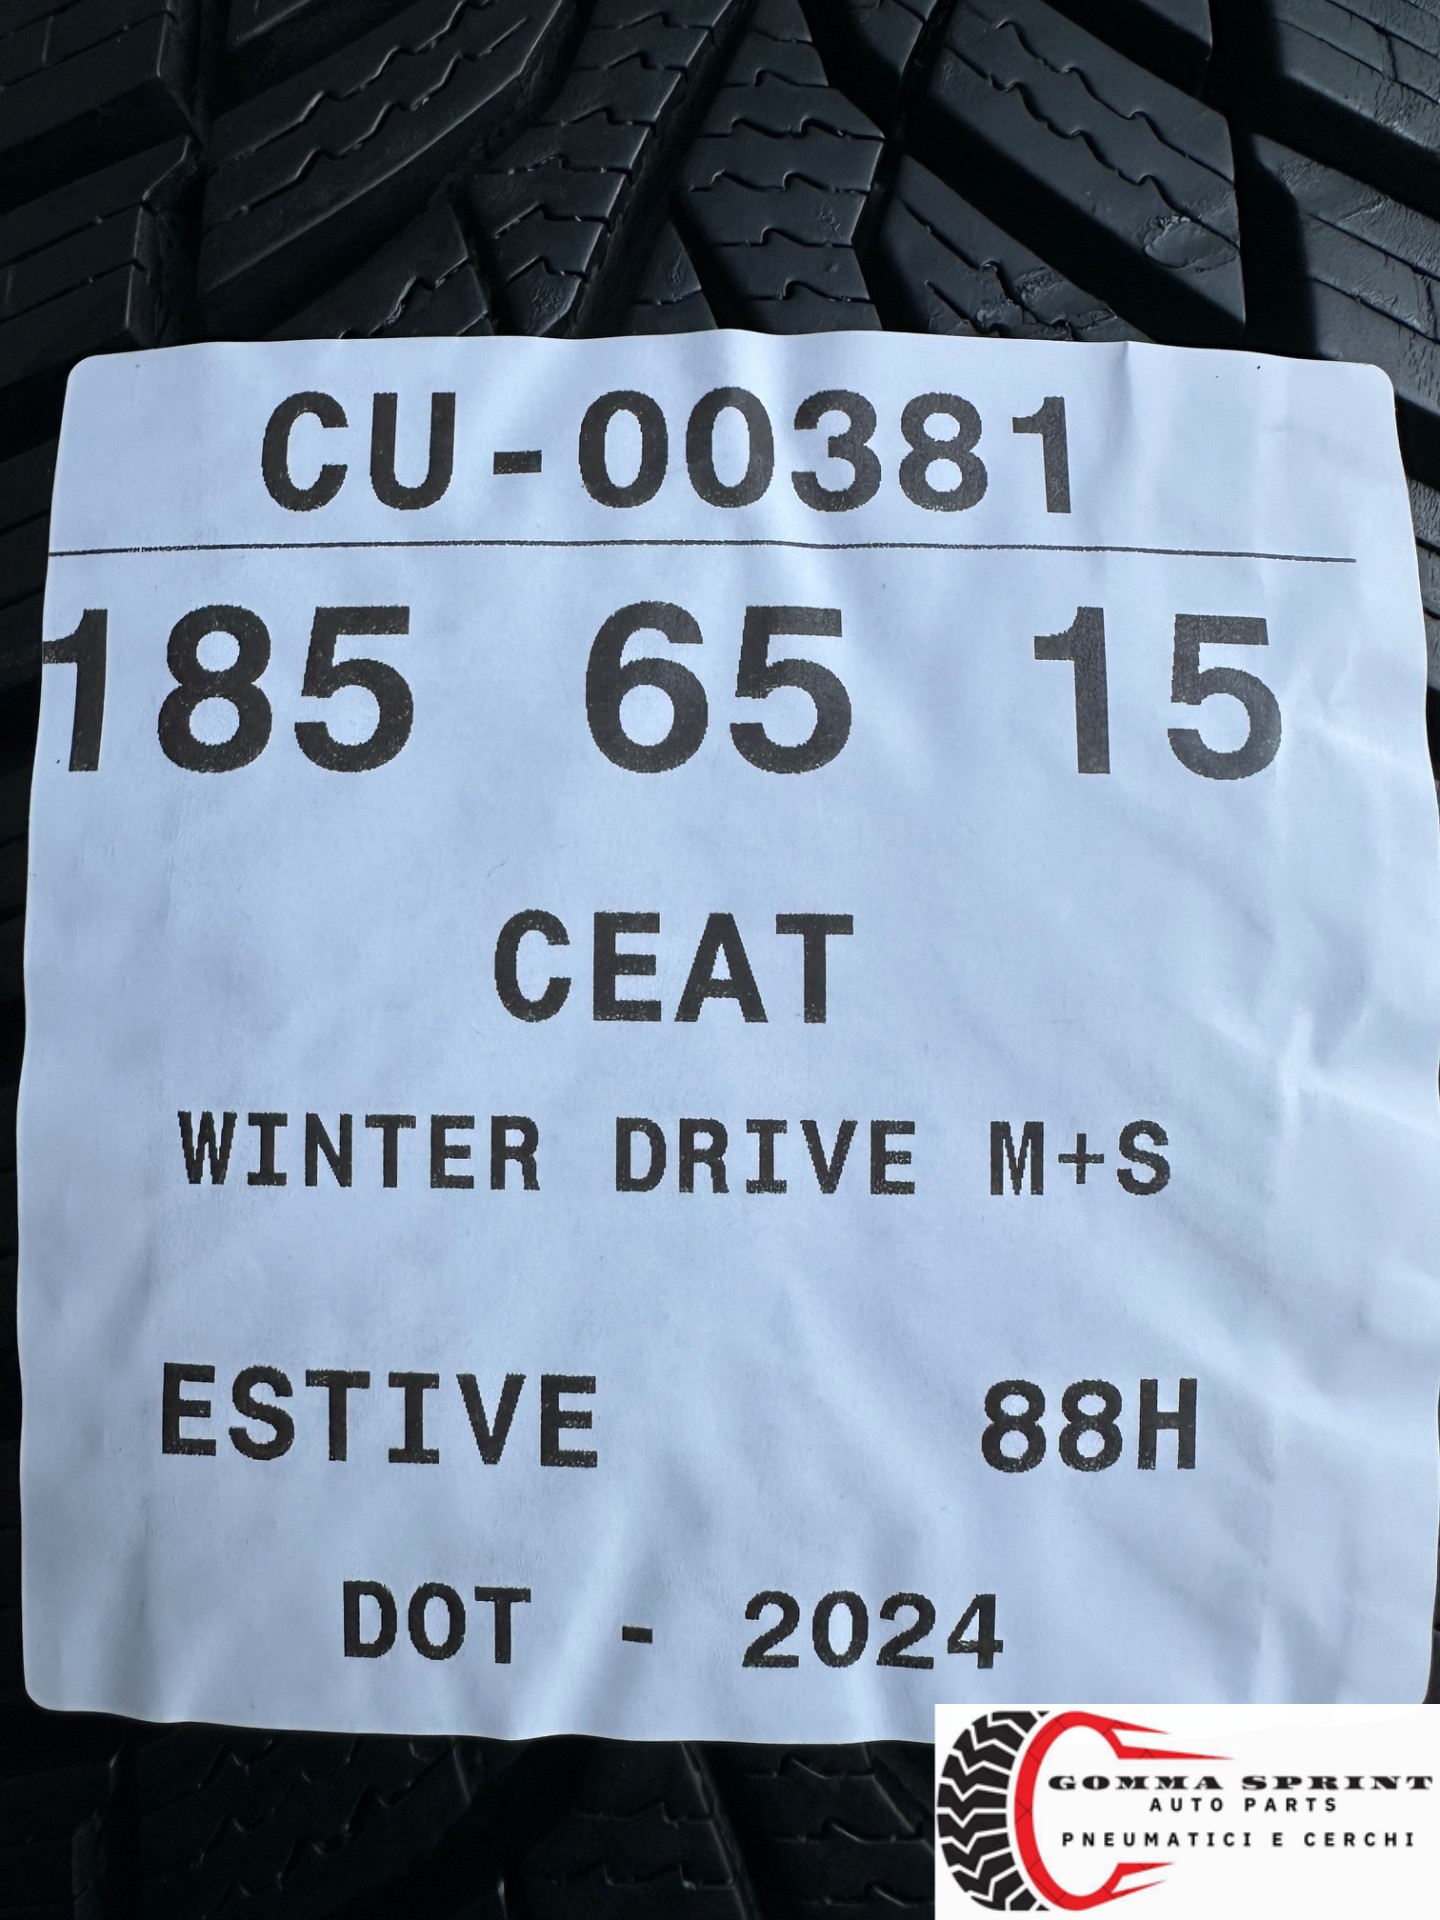 CU-00381
185 65 15
CEAT
WINTER DRIVE M+S
ESTIVE 88H
DOT - 2024
GOMMA SPRINT
AUTO PARTS
PNEUMATICI E CERCHI